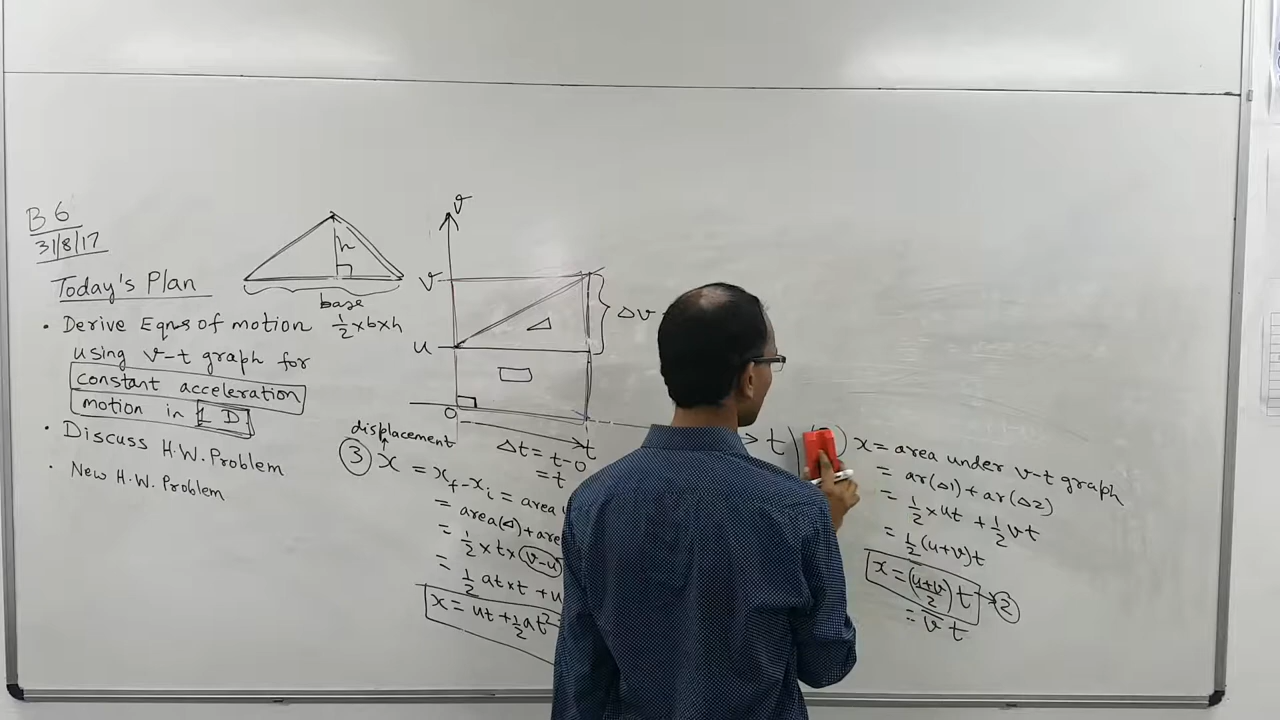 B 6
31/8/17
Today's Plan
• Derive Eqns of motion
using v-t graph for
constant acceleration
motion in 1 D
• Discuss H.W. Problem
• New H.W. Problem
h
base
½ x b x h
v
v
u
0
△
Δv
Δt = t-0
= t
t
t
displacement
③ x = x_f - x_i = area
= area(△) + are
= ½ x t x (v-u)
= ½ at x t + u
x = ut + ½ at²
x = area under v-t graph
= ar(△1) + ar(△2)
= ½ x ut + ½ vt
= ½ (u+v) t
x = (u+v/2) t → ②
= v̅ t